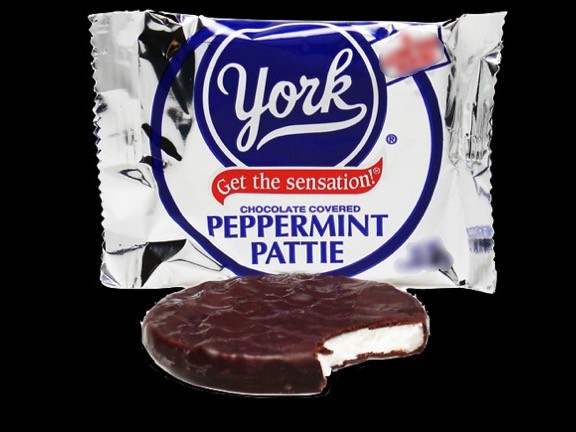 York
®
Get the sensation!®
CHOCOLATE COVERED
PEPPERMINT
PATTIE